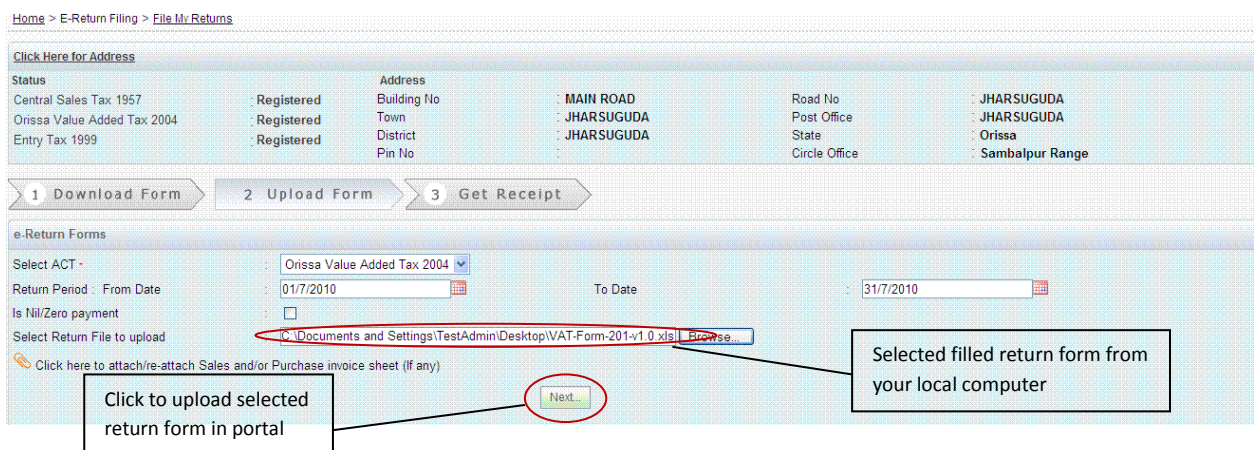 Home > E-Return Filing > File My Returns
Click Here for Address
Status Address
Central Sales Tax 1957 : Registered Building No : MAIN ROAD Road No : JHARSUGUDA
Orissa Value Added Tax 2004 : Registered Town : JHARSUGUDA Post Office : JHARSUGUDA
Entry Tax 1999 : Registered District : JHARSUGUDA State : Orissa
Pin No : Circle Office : Sambalpur Range
1 Download Form 2 Upload Form 3 Get Receipt
e-Return Forms
Select ACT * : Orissa Value Added Tax 2004
Return Period : From Date : 01/7/2010 To Date : 31/7/2010
Is Nil/Zero payment :
Select Return File to upload : C:\Documents and Settings\TestAdmin\Desktop\VAT-Form-201-v1.0.xls Browse...
Click here to attach/re-attach Sales and/or Purchase invoice sheet (If any)
Next...
Selected filled return form from
your local computer
Click to upload selected
return form in portal